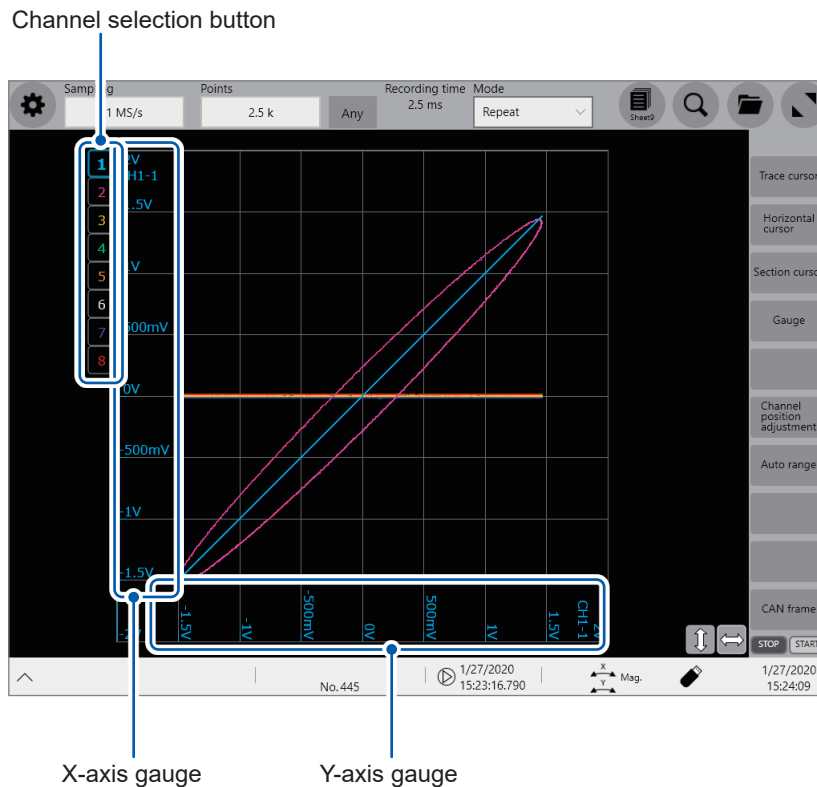 Channel selection button
Sampling
Points
Recording time
Mode
1 MS/s
2.5 k
Any
2.5 ms
Repeat
Sheet9
1
2
3
4
5
6
7
8
CH1-1
1V
500mV
0V
-500mV
-1V
-1.5V
-1.5V
-1V
-500mV
0V
500mV
1V
1.5V
CH1-1
2V
Trace cursor
Horizontal
cursor
Section
Gauge
Channel
position
adjustment
Auto range
CAN frame
STOP
START
No. 445
1/27/2020
15:23:16.790
X
Y
Mag.
1/27/2020
15:24:09
X-axis gauge
Y-axis gauge